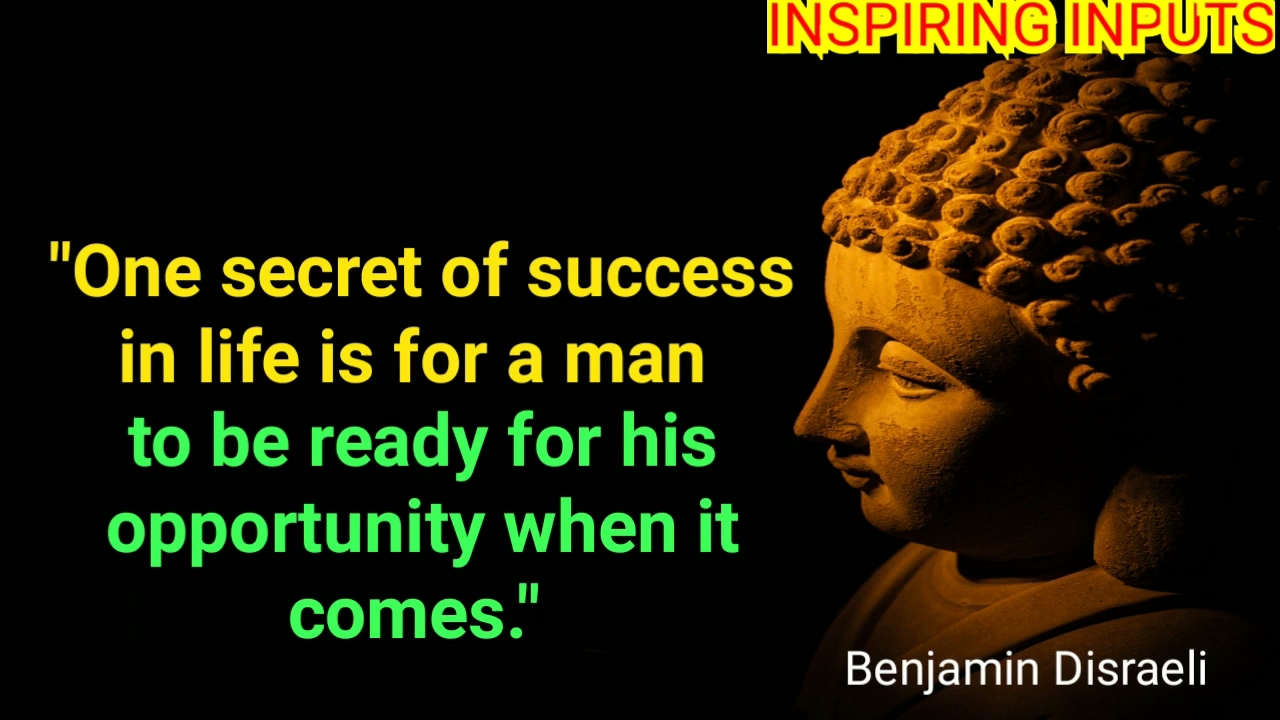 INSPIRING INPUTS
"One secret of success
in life is for a man
to be ready for his
opportunity when it
comes."
Benjamin Disraeli